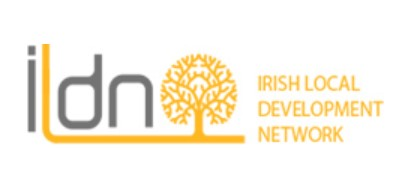 ildn
IRISH LOCAL
DEVELOPMENT
NETWORK